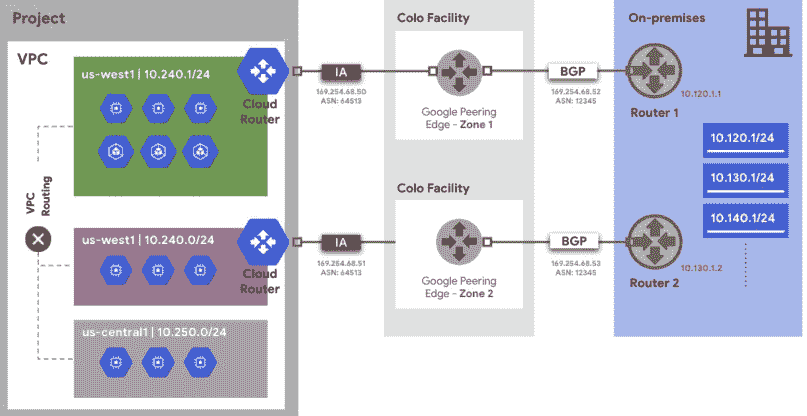 Project
VPC
us-west1 | 10.240.1/24
Cloud
Router
VPC
Routing
us-west1 | 10.240.0/24
Cloud
Router
us-central1 | 10.250.0/24
IA
169.254.68.50
ASN: 64513
IA
169.254.68.51
ASN: 64513
Colo Facility
Google Peering
Edge - Zone 1
Colo Facility
Google Peering
Edge - Zone 2
BGP
169.254.68.52
ASN: 12345
BGP
169.254.68.53
ASN: 12345
On-premises
10.120.1.1
Router 1
10.120.1/24
10.130.1/24
10.140.1/24
10.130.1.2
Router 2